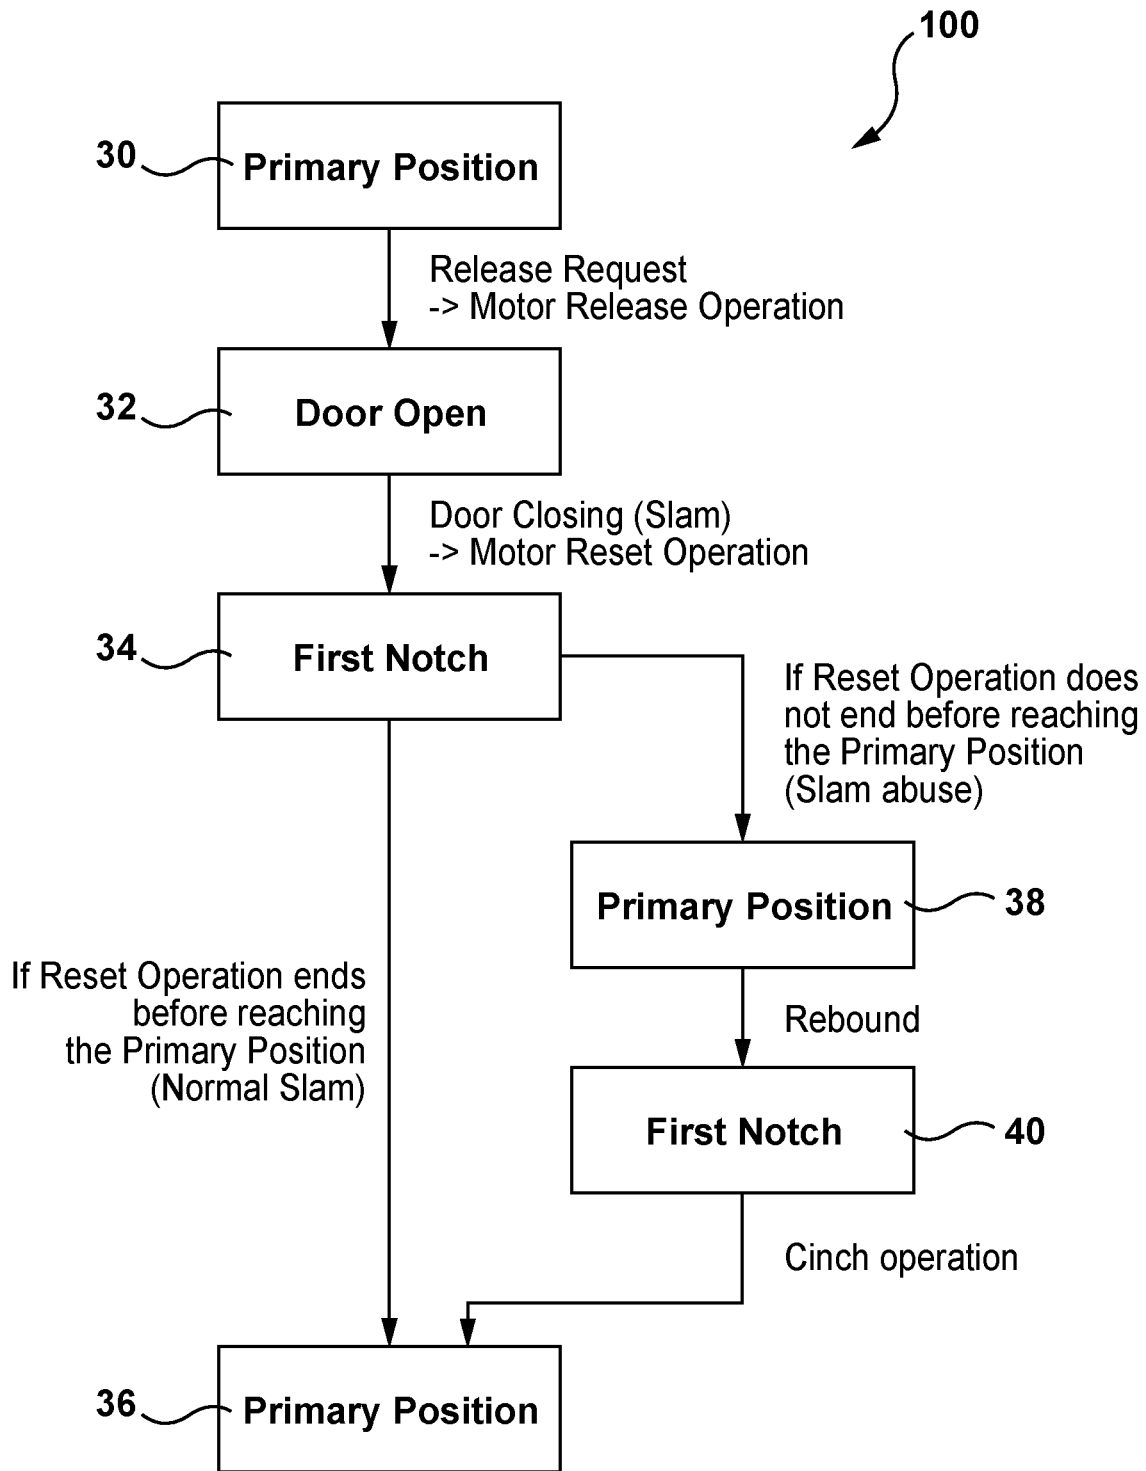 100
30
Primary Position
Release Request
-> Motor Release Operation
32
Door Open
Door Closing (Slam)
-> Motor Reset Operation
34
First Notch
If Reset Operation does
not end before reaching
the Primary Position
(Slam abuse)
Primary Position
38
If Reset Operation ends
before reaching
the Primary Position
(Normal Slam)
Rebound
First Notch
40
Cinch operation
36
Primary Position